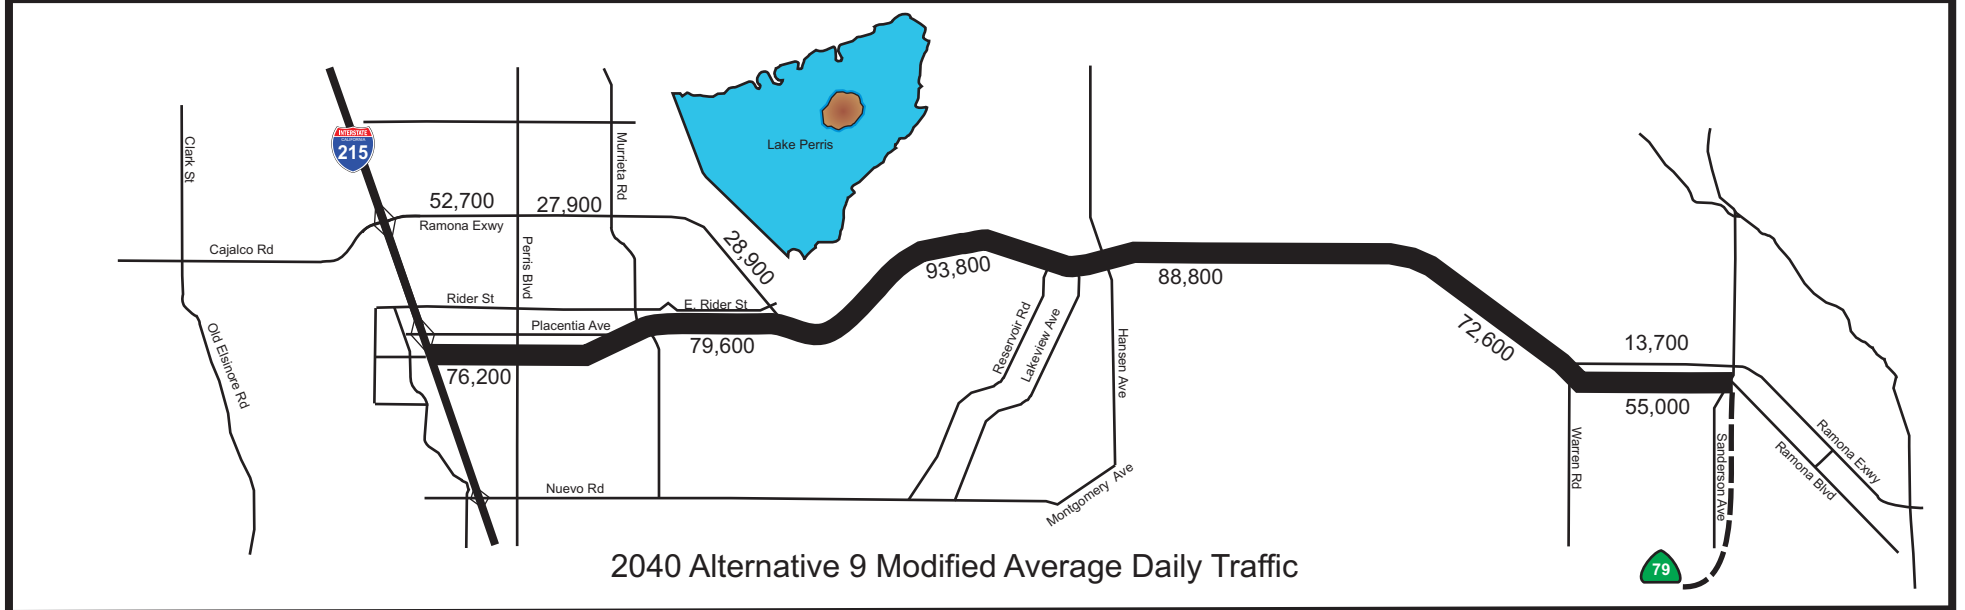 INTERSTATE
CALIFORNIA
215
Clark St
Murrieta Rd
Lake Perris
52,700
27,900
Ramona Exwy
Cajalco Rd
Perris Blvd
28,900
93,800
88,800
Rider St
E. Rider St
Placentia Ave
79,600
76,200
Old Elsinore Rd
Reservoir Rd
Lakeview Ave
Hansen Ave
72,600
13,700
55,000
Warren Rd
Sanderson Ave
Ramona Exwy
Ramona Blvd
Nuevo Rd
Montgomery Ave
2040 Alternative 9 Modified Average Daily Traffic
79